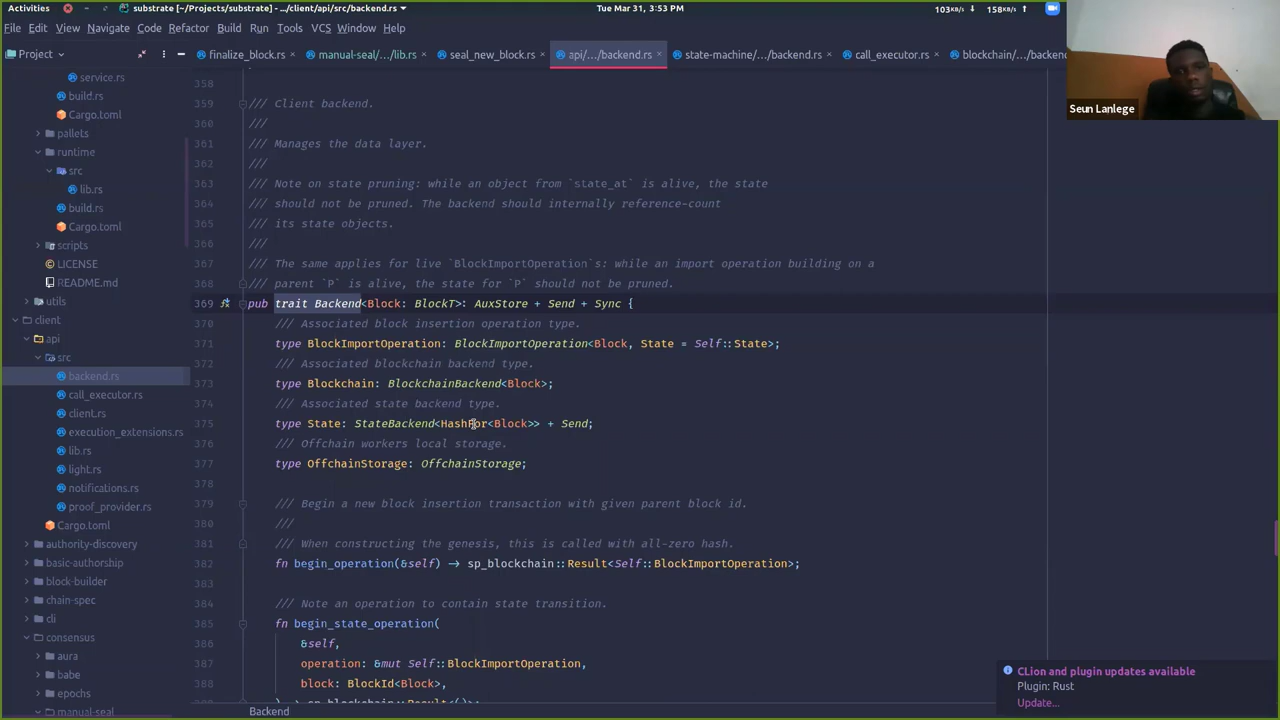 Activities
substrate [~/Projects/substrate] - .../client/api/src/backend.rs
Tue Mar 31, 3:53 PM
103KB/s
158KB/s
File Edit View Navigate Code Refactor Run Tools VCS Window Help
Project
finalize_block.rs
manual-seal/.../lib.rs
seal_new_block.rs
api/.../backend.rs
state-machine/.../backend.rs
call_executor.rs
blockchain/.../backend.rs
Seun Lanlege
service.rs
build.rs
Cargo.toml
pallets
runtime
src
lib.rs
build.rs
Cargo.toml
scripts
LICENSE
README.md
utils
client
api
src
backend.rs
call_executor.rs
client.rs
execution_extensions.rs
lib.rs
light.rs
notifications.rs
proof_provider.rs
Cargo.toml
authority-discovery
basic-authorship
block-builder
chain-spec
cli
consensus
aura
babe
epochs
manual-seal
358
359 /// Client backend.
360 ///
361 /// Manages the data layer.
362 ///
363 /// Note on state pruning: while an object from `state_at` is alive, the state
364 /// should not be pruned. The backend should internally reference-count
365 /// its state objects.
366 ///
367 /// The same applies for live `BlockImportOperation`s: while an import operation building on a
368 /// parent `P` is alive, the state for `P` should not be pruned.
369 pub trait Backend<Block: BlockT>: AuxStore + Send + Sync {
370 /// Associated block insertion operation type.
371 type BlockImportOperation: BlockImportOperation<Block, State = Self::State>;
372 /// Associated blockchain backend type.
373 type Blockchain: BlockchainBackend<Block>;
374 /// Associated state backend type.
375 type State: StateBackend<HashFor<Block>> + Send;
376 /// Offchain workers local storage.
377 type OffchainStorage: OffchainStorage;
378
379 /// Begin a new block insertion transaction with given parent block id.
380 ///
381 /// When constructing the genesis, this is called with all-zero hash.
382 fn begin_operation(&self) -> sp_blockchain::Result<Self::BlockImportOperation>;
383
384 /// Note an operation to contain state transition.
385 fn begin_state_operation(
386 &self,
387 operation: &mut Self::BlockImportOperation,
388 block: BlockId<Block>,
389 ) -> sp_blockchain::Result<()>;
Backend
CLion and plugin updates available
Plugin: Rust
Update...